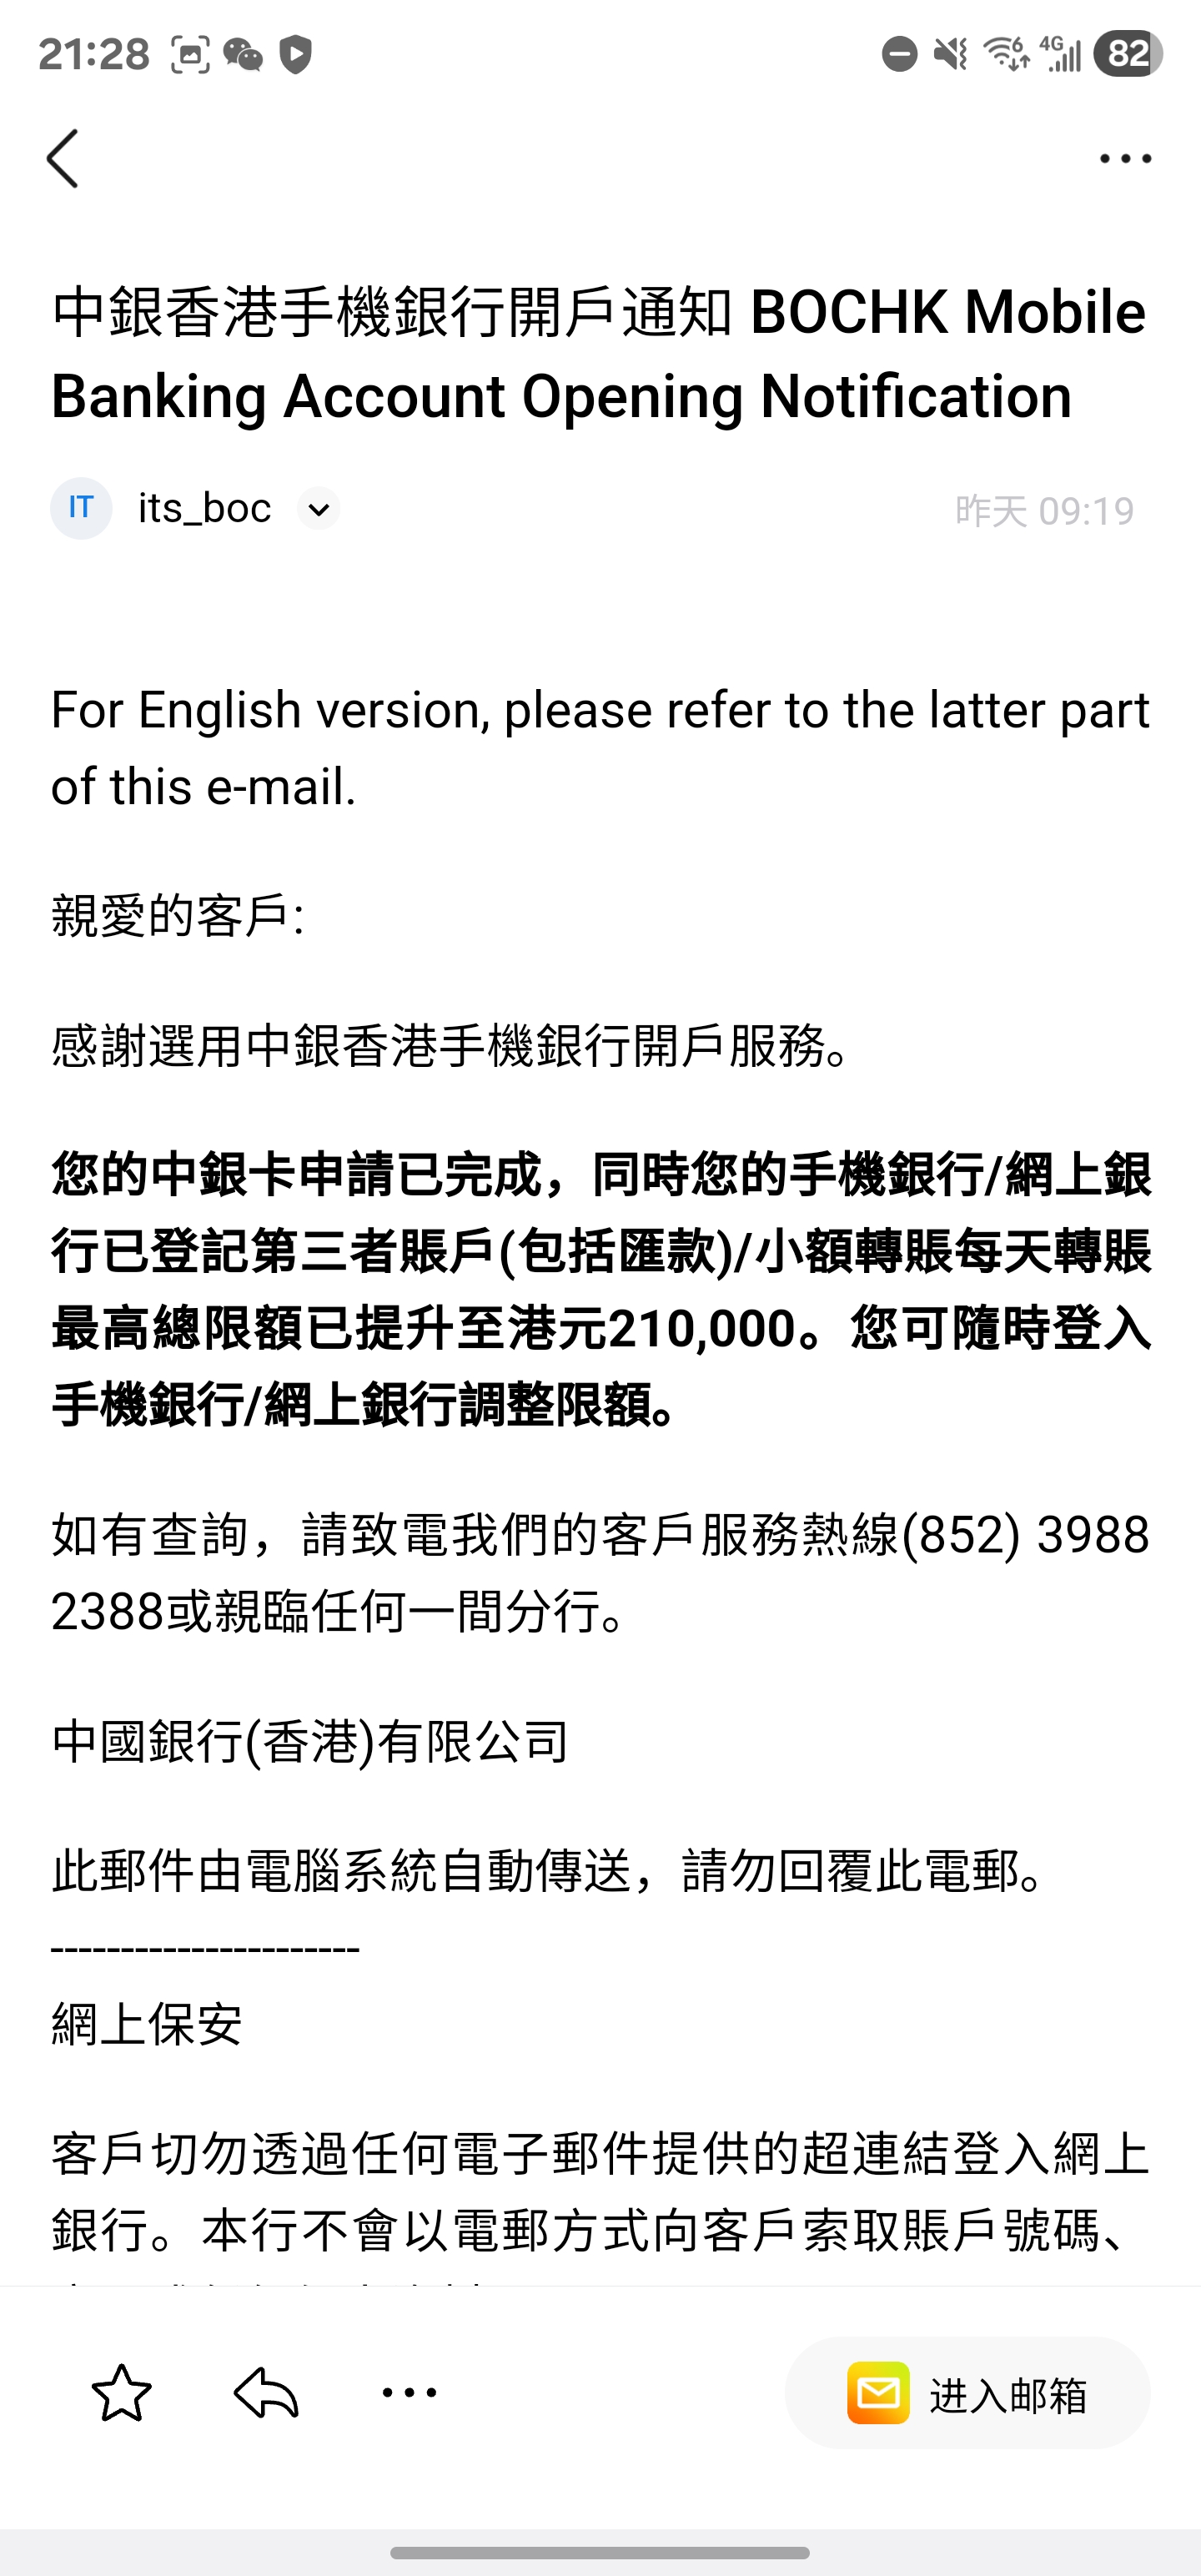 21:28
6 4G 82
中銀香港手機銀行開戶通知 BOCHK Mobile
Banking Account Opening Notification
IT its_boc 昨天 09:19
For English version, please refer to the latter part
of this e-mail.
親愛的客戶:
感謝選用中銀香港手機銀行開戶服務。
您的中銀卡申請已完成，同時您的手機銀行/網上銀
行已登記第三者賬戶(包括匯款)/小額轉賬每天轉賬
最高總限額已提升至港元210,000。您可隨時登入
手機銀行/網上銀行調整限額。
如有查詢，請致電我們的客戶服務熱線(852) 3988
2388或親臨任何一間分行。
中國銀行(香港)有限公司
此郵件由電腦系統自動傳送，請勿回覆此電郵。
----------------------
網上保安
客戶切勿透過任何電子郵件提供的超連結登入網上
銀行。本行不會以電郵方式向客戶索取賬戶號碼、
进入邮箱